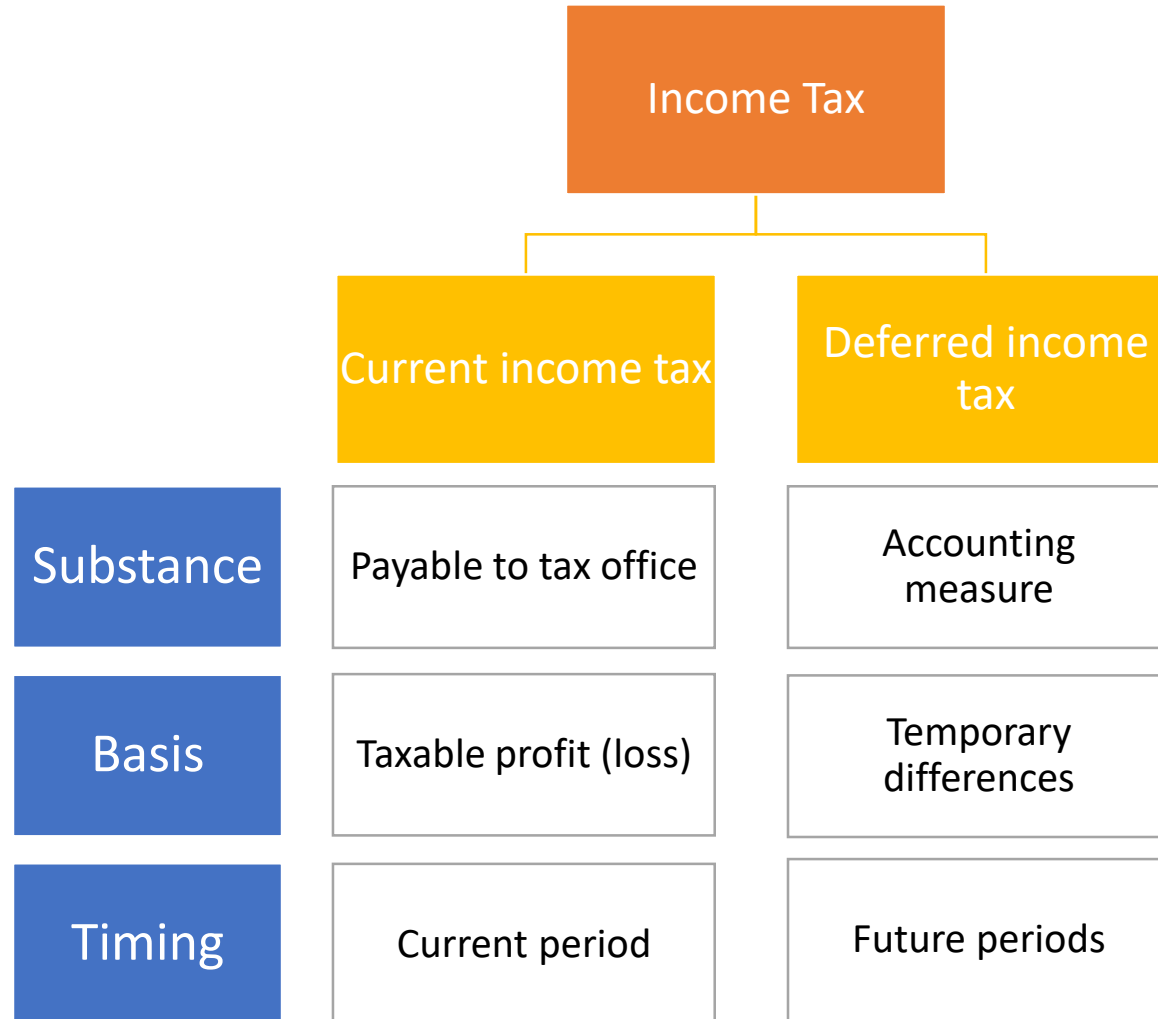 Income Tax
Current income tax
Deferred income
tax
Substance
Payable to tax office
Accounting
measure
Basis
Taxable profit (loss)
Temporary
differences
Timing
Current period
Future periods